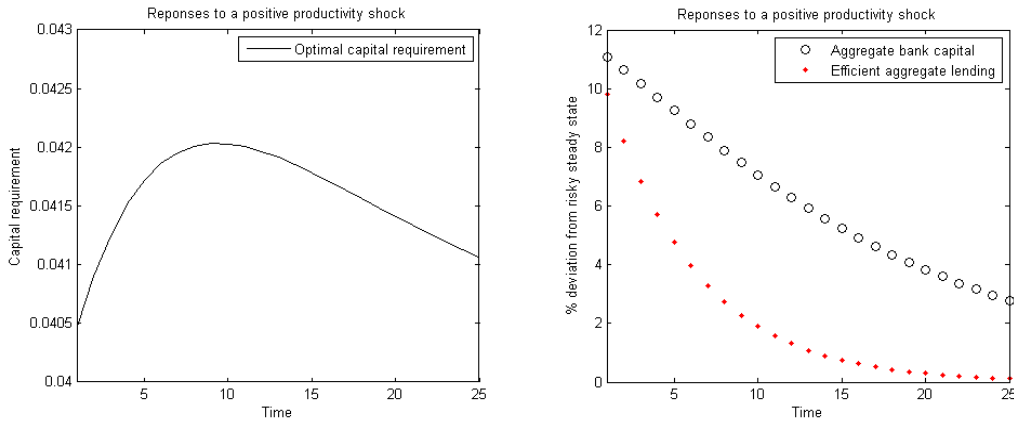 Reponses to a positive productivity shock
Optimal capital requirement
Capital requirement
0.043
0.0425
0.042
0.0415
0.041
0.0405
0.04
5
10
15
20
25
Time
Reponses to a positive productivity shock
Aggregate bank capital
Efficient aggregate lending
% deviation from risky steady state
12
10
8
6
4
2
0
5
10
15
20
25
Time